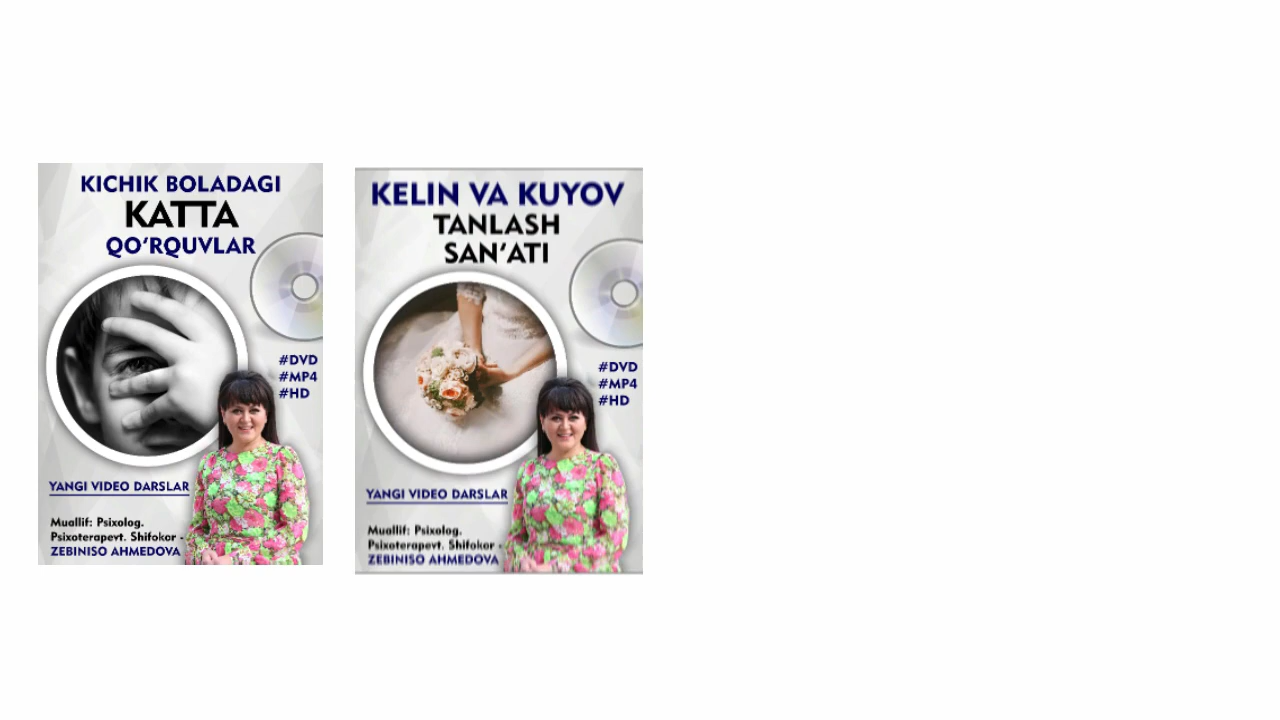 KICHIK BOLADAGI
KATTA
QO'RQUVLAR
#DVD
#MP4
#HD
YANGI VIDEO DARSLAR
Muallif: Psixolog.
Psixoterapevt. Shifokor -
ZEBINISO AHMEDOVA
KELIN VA KUYOV
TANLASH
SAN'ATI
#DVD
#MP4
#HD
YANGI VIDEO DARSLAR
Muallif: Psixolog.
Psixoterapevt. Shifokor -
ZEBINISO AHMEDOVA